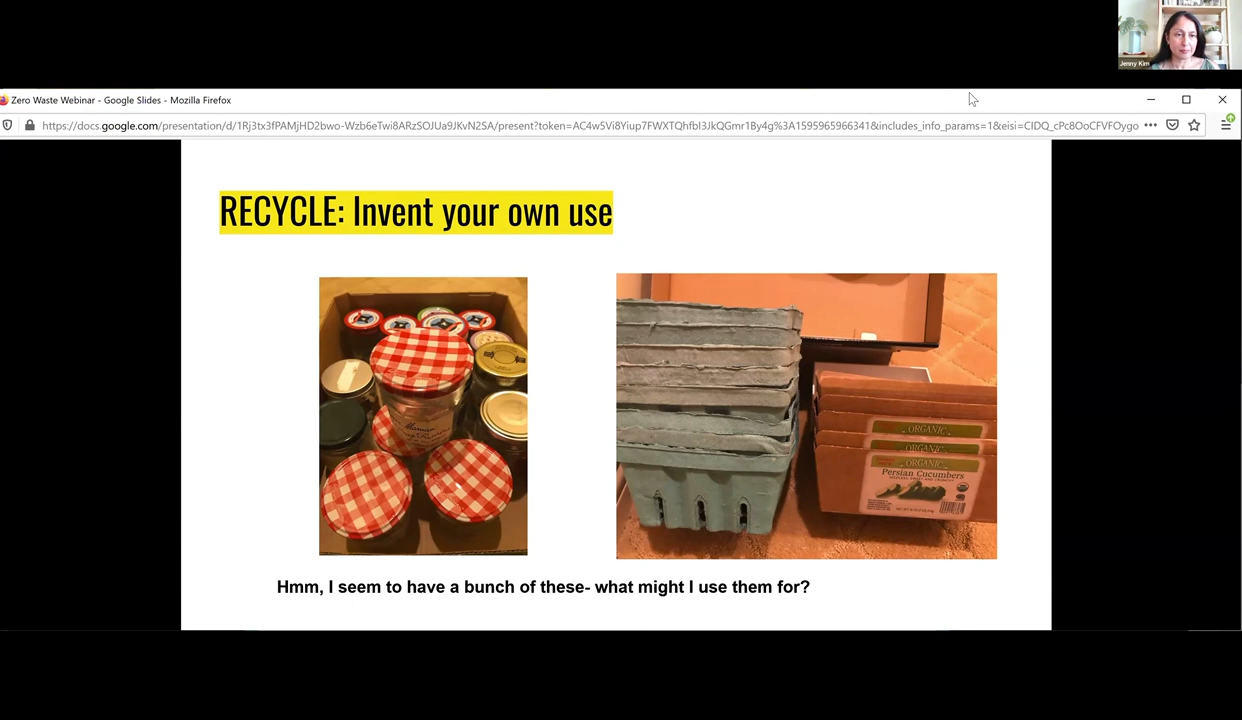 Jenny Kim
Zero Waste Webinar - Google Slides - Mozilla Firefox
https://docs.google.com/presentation/d/1Rj3tx3fPAMjHD2bwo-Wzb6eTwi8ARzSOJUa9JKvN2SA/present?token=AC4w5Vi8Yiup7FWXTQhfbI3JkQGmr1By4g%3A1595965966341&includes_info_params=1&eisi=CIDQ_cPc8OoCFVFOygo
RECYCLE: Invent your own use
ORGANIC
ORGANIC
ORGANIC
Persian Cucumbers
Hmm, I seem to have a bunch of these- what might I use them for?